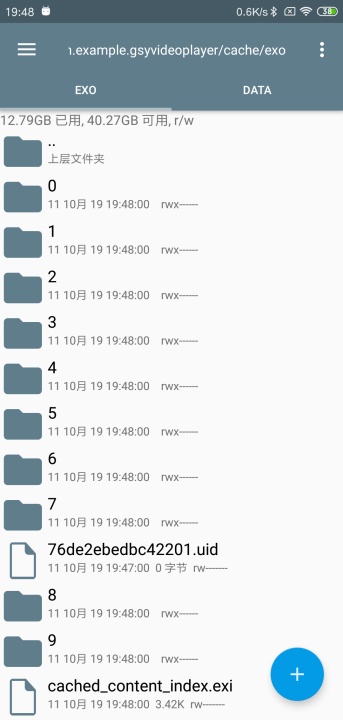 19:48
0.6K/s
38
ı.example.gsyvideoplayer/cache/exo
EXO
DATA
12.79GB 已用, 40.27GB 可用, r/w
..
上层文件夹
0
11 10月 19 19:48:00 rwx------
1
11 10月 19 19:48:00 rwx------
2
11 10月 19 19:48:00 rwx------
3
11 10月 19 19:48:00 rwx------
4
11 10月 19 19:48:00 rwx------
5
11 10月 19 19:48:00 rwx------
6
11 10月 19 19:48:00 rwx------
7
11 10月 19 19:48:00 rwx------
76de2ebedbc42201.uid
11 10月 19 19:47:00 0 字节 rw-------
8
11 10月 19 19:48:00 rwx------
9
11 10月 19 19:48:00 rwx------
cached_content_index.exi
11 10月 19 19:48:00 3.42K rw-------